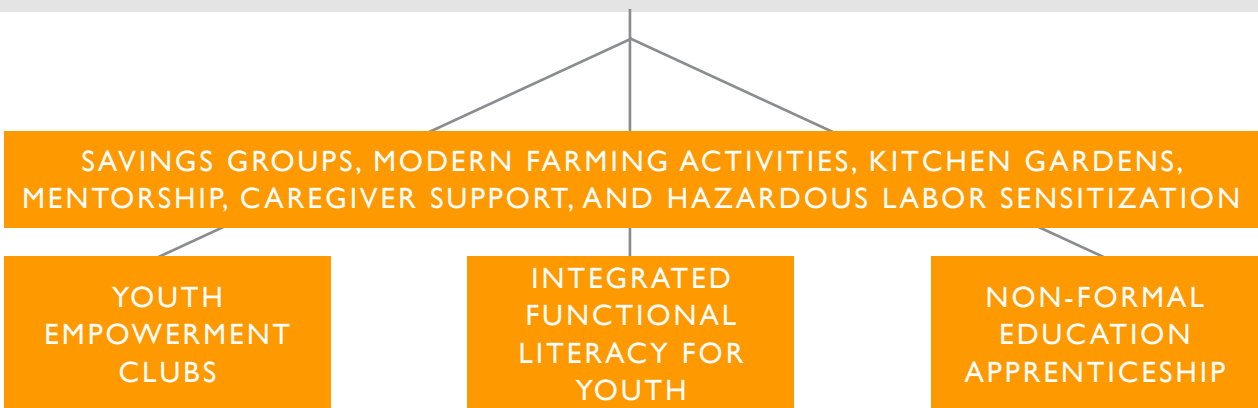 SAVINGS GROUPS, MODERN FARMING ACTIVITIES, KITCHEN GARDENS,
MENTORSHIP, CAREGIVER SUPPORT, AND HAZARDOUS LABOR SENSITIZATION
YOUTH
EMPOWERMENT
CLUBS
INTEGRATED
FUNCTIONAL
LITERACY FOR
YOUTH
NON-FORMAL
EDUCATION
APPRENTICESHIP